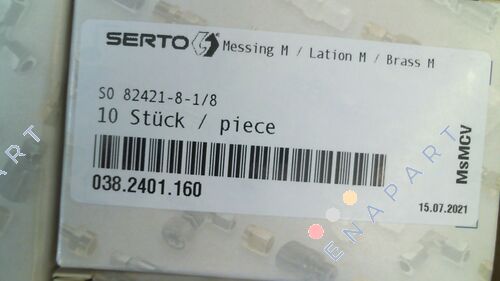 SERTO Messing M / Lation M / Brass M
SO 82421-8-1/8
10 Stück / piece
038.2401.160
MsMCV
15.07.2021
ENAPART
PART